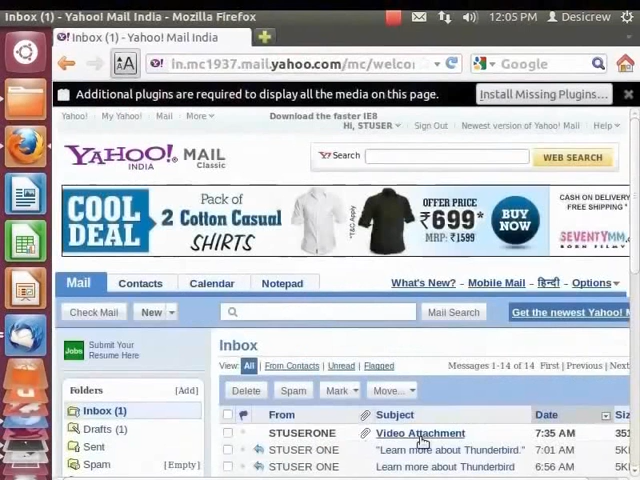 Inbox (1) - Yahoo! Mail India - Mozilla Firefox
12:05 PM
Desicrew
Inbox (1) - Yahoo! Mail India
in.mc1937.mail.yahoo.com/mc/welcor
Google
Additional plugins are required to display all the media on this page.
Install Missing Plugins...
Yahoo! My Yahoo! Mail More
Download the faster IE8
Hi, STUSER Sign Out Newest version of Yahoo! Mail Help
YAHOO! MAIL
INDIA Classic
Y! Search
WEB SEARCH
COOL DEAL
Pack of
2 Cotton Casual
SHIRTS
*T&C Apply
OFFER PRICE
₹699*
MRP: ₹1599
BUY NOW
CASH ON DELIVERY
FREE SHIPPING*
SEVENTYMM
Mail Contacts Calendar Notepad
What's New? - Mobile Mail - हिन्दी - Options
Check Mail New Mail Search
Get the newest Yahoo! M
Jobs
Submit Your
Resume Here
Inbox
View: All | From Contacts | Unread | Flagged
Messages 1-14 of 14 First | Previous | Next
Delete Spam Mark Move...
Folders [Add]
Inbox (1)
Drafts (1)
Sent
Spam [Empty]
From Subject Date Siz
STUSERONE Video Attachment 7:35 AM 351
STUSER ONE "Learn more about Thunderbird." 7:01 AM 5K
STUSER ONE Learn more about Thunderbird 6:56 AM 5K